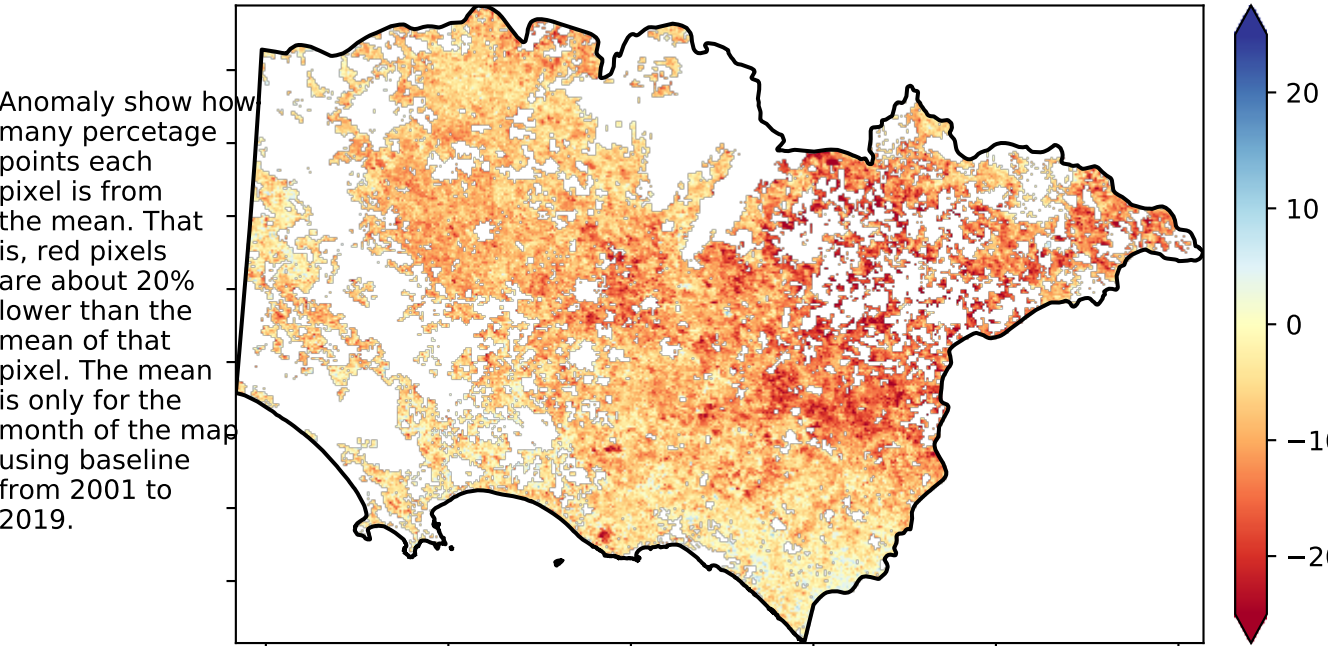 Anomaly show how
many percetage
points each
pixel is from
the mean. That
is, red pixels
are about 20%
lower than the
mean of that
pixel. The mean
is only for the
month of the map
using baseline
from 2001 to
2019.
20
10
0
−10
−20